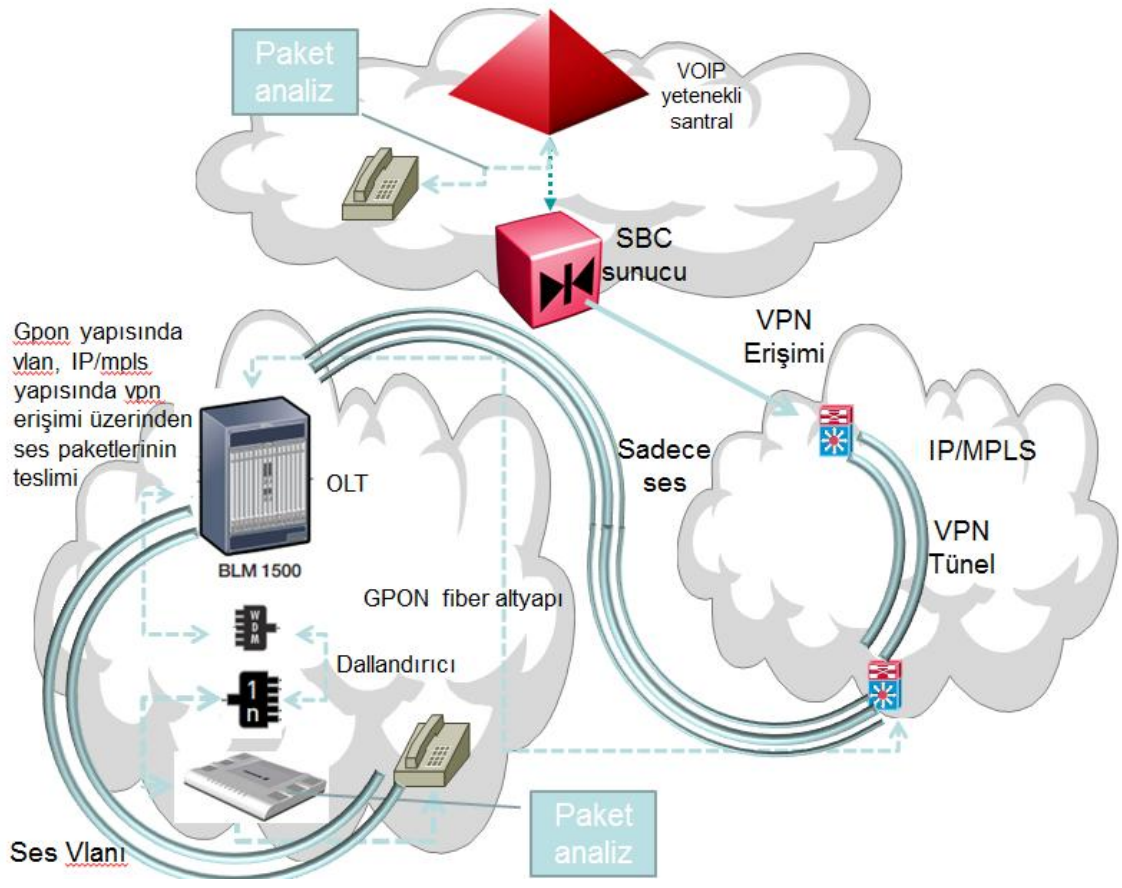 Paket
analiz
VOIP
yetenekli
santral
SBC
sunucu
Gpon yapısında
vlan, IP/mpls
yapısında vpn
erişimi üzerinden
ses paketlerinin
teslimi
VPN
Erişimi
OLT
BLM 1500
Sadece
ses
IP/MPLS
VPN
Tünel
GPON fiber altyapı
WDM
Dallandırıcı
1
n
Ses Vlanı
Paket
analiz